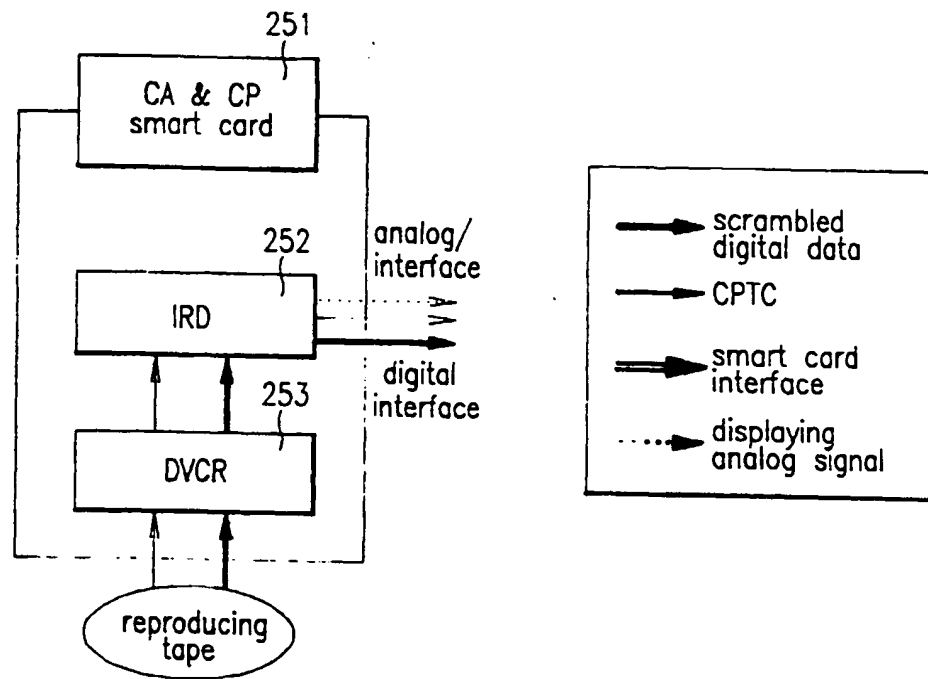 251
CA & CP
smart card
252
analog/
interface
IRD
digital
interface
253
DVCR
reproducing
tape
scrambled
digital data
CPTC
smart card
interface
displaying
analog signal